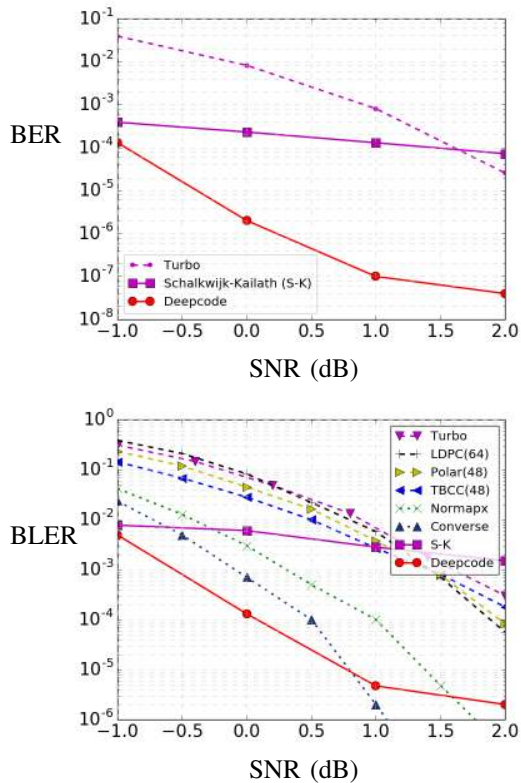 10^-1
10^-2
10^-3
10^-4
10^-5
10^-6
10^-7
10^-8
BER
Turbo
Schalkwijk-Kailath (S-K)
Deepcode
−1.0 −0.5 0.0 0.5 1.0 1.5 2.0
SNR (dB)
10^0
10^-1
10^-2
10^-3
10^-4
10^-5
10^-6
BLER
Turbo
LDPC(64)
Polar(48)
TBCC(48)
Normapx
Converse
S-K
Deepcode
−1.0 −0.5 0.0 0.5 1.0 1.5 2.0
SNR (dB)